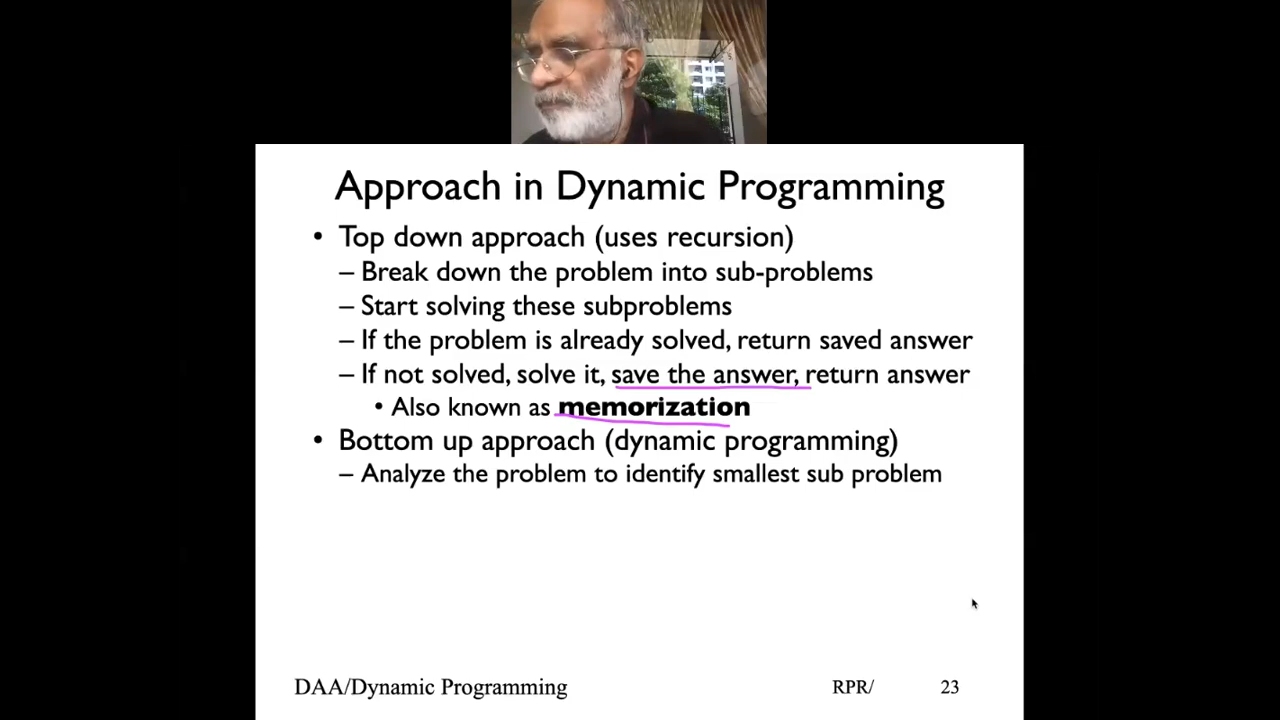 Approach in Dynamic Programming
• Top down approach (uses recursion)
– Break down the problem into sub-problems
– Start solving these subproblems
– If the problem is already solved, return saved answer
– If not solved, solve it, save the answer, return answer
• Also known as memorization
• Bottom up approach (dynamic programming)
– Analyze the problem to identify smallest sub problem
DAA/Dynamic Programming RPR/ 23